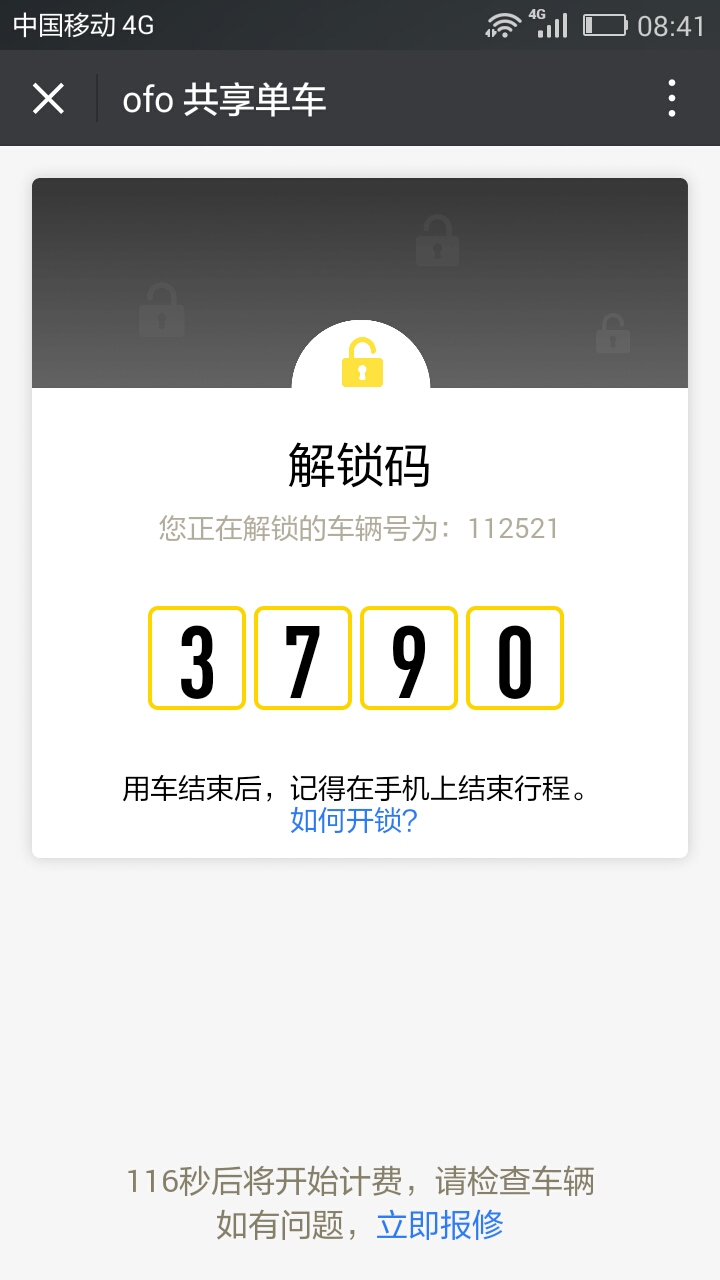 中国移动 4G
4G
08:41
ofo 共享单车
解锁码
您正在解锁的车辆号为：112521
3 7 9 0
用车结束后，记得在手机上结束行程。
如何开锁?
116秒后将开始计费，请检查车辆
如有问题，立即报修